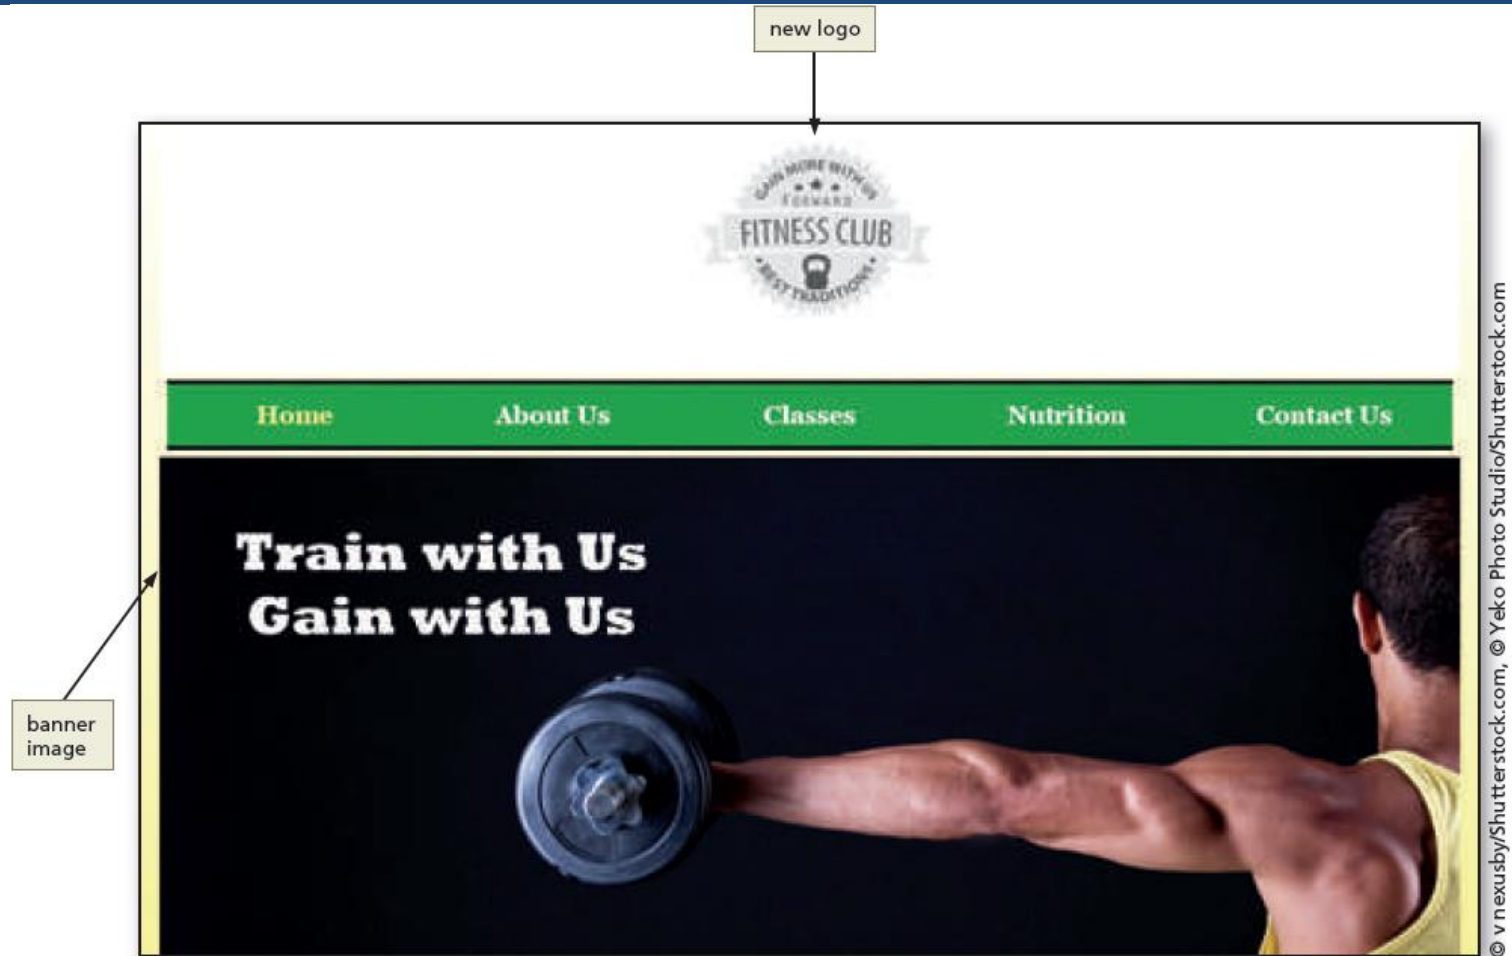 new logo
GAIN MORE WITH US
FORWARD
FITNESS CLUB
• BEST TRADITIONS •
Home About Us Classes Nutrition Contact Us
Train with Us
Gain with Us
banner
image
© vnexusby/Shutterstock.com, © Yeko Photo Studio/Shutterstock.com